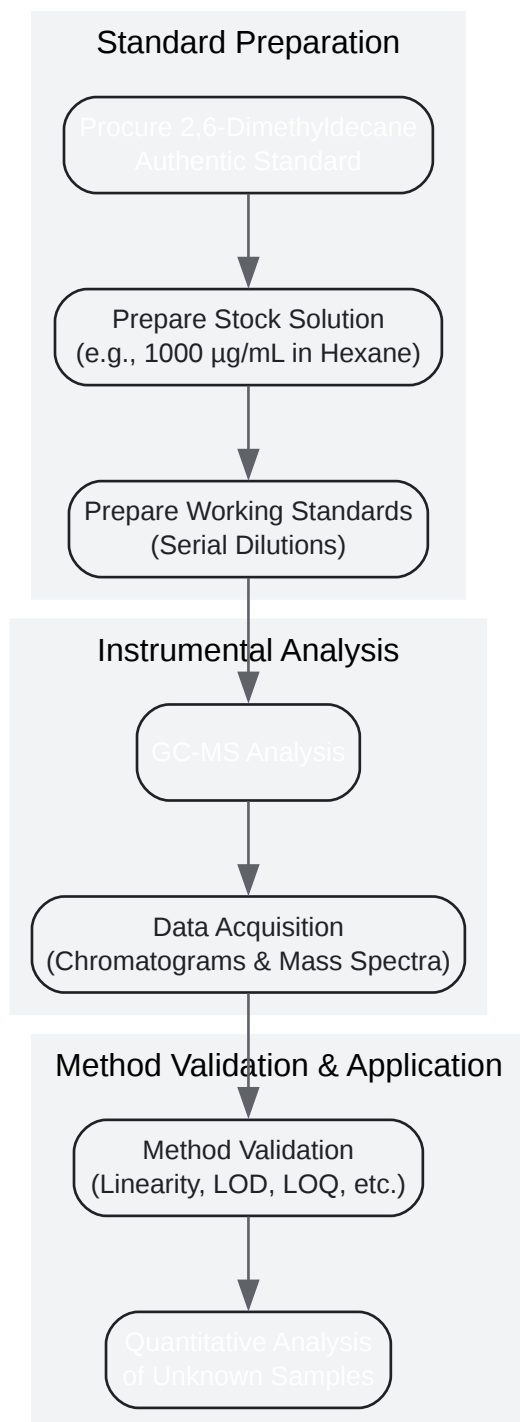 Standard Preparation
Procure 2,6-Dimethyldecane
Authentic Standard
Prepare Stock Solution
(e.g., 1000 µg/mL in Hexane)
Prepare Working Standards
(Serial Dilutions)
Instrumental Analysis
GC-MS Analysis
Data Acquisition
(Chromatograms & Mass Spectra)
Method Validation & Application
Method Validation
(Linearity, LOD, LOQ, etc.)
Quantitative Analysis
of Unknown Samples